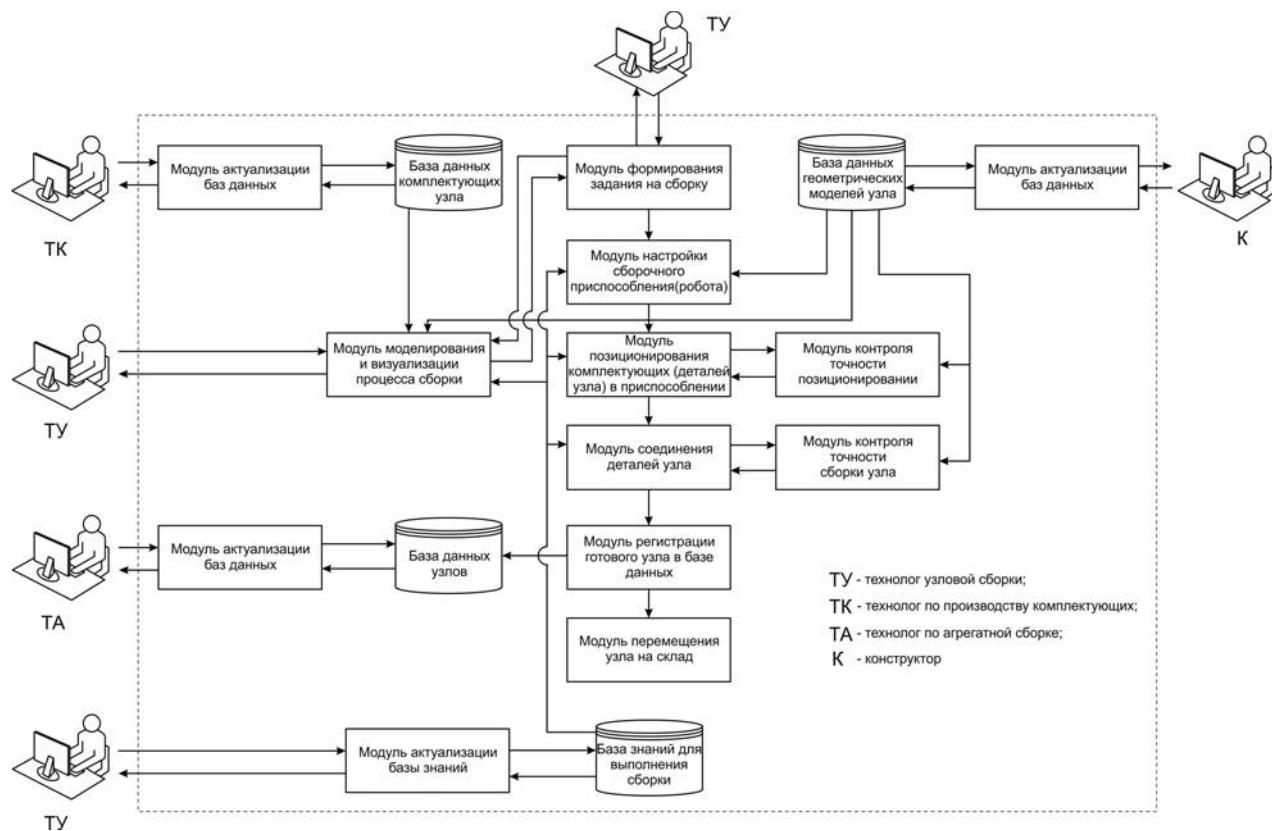 ТУ
Модуль актуализации
баз данных
База данных
комплектующих
узла
Модуль формирования
задания на сборку
База данных
геометрических
моделей узла
Модуль актуализации
баз данных
ТК
К
Модуль настройки
сборочного
приспособления(робота)
Модуль моделирования
и визуализации
процесса сборки
Модуль
позиционирования
комплектующих (деталей
узла) в приспособлении
Модуль контроля
точности
позиционировании
ТУ
Модуль соединения
деталей узла
Модуль контроля
точности
сборки узла
Модуль актуализации
баз данных
База данных
узлов
Модуль регистрации
готового узла в базе
данных
ТА
Модуль перемещения
узла на склад
ТУ - технолог узловой сборки;
ТК - технолог по производству комплектующих;
ТА - технолог по агрегатной сборке;
К - конструктор
Модуль актуализации
базы знаний
База знаний для
выполнения
сборки
ТУ